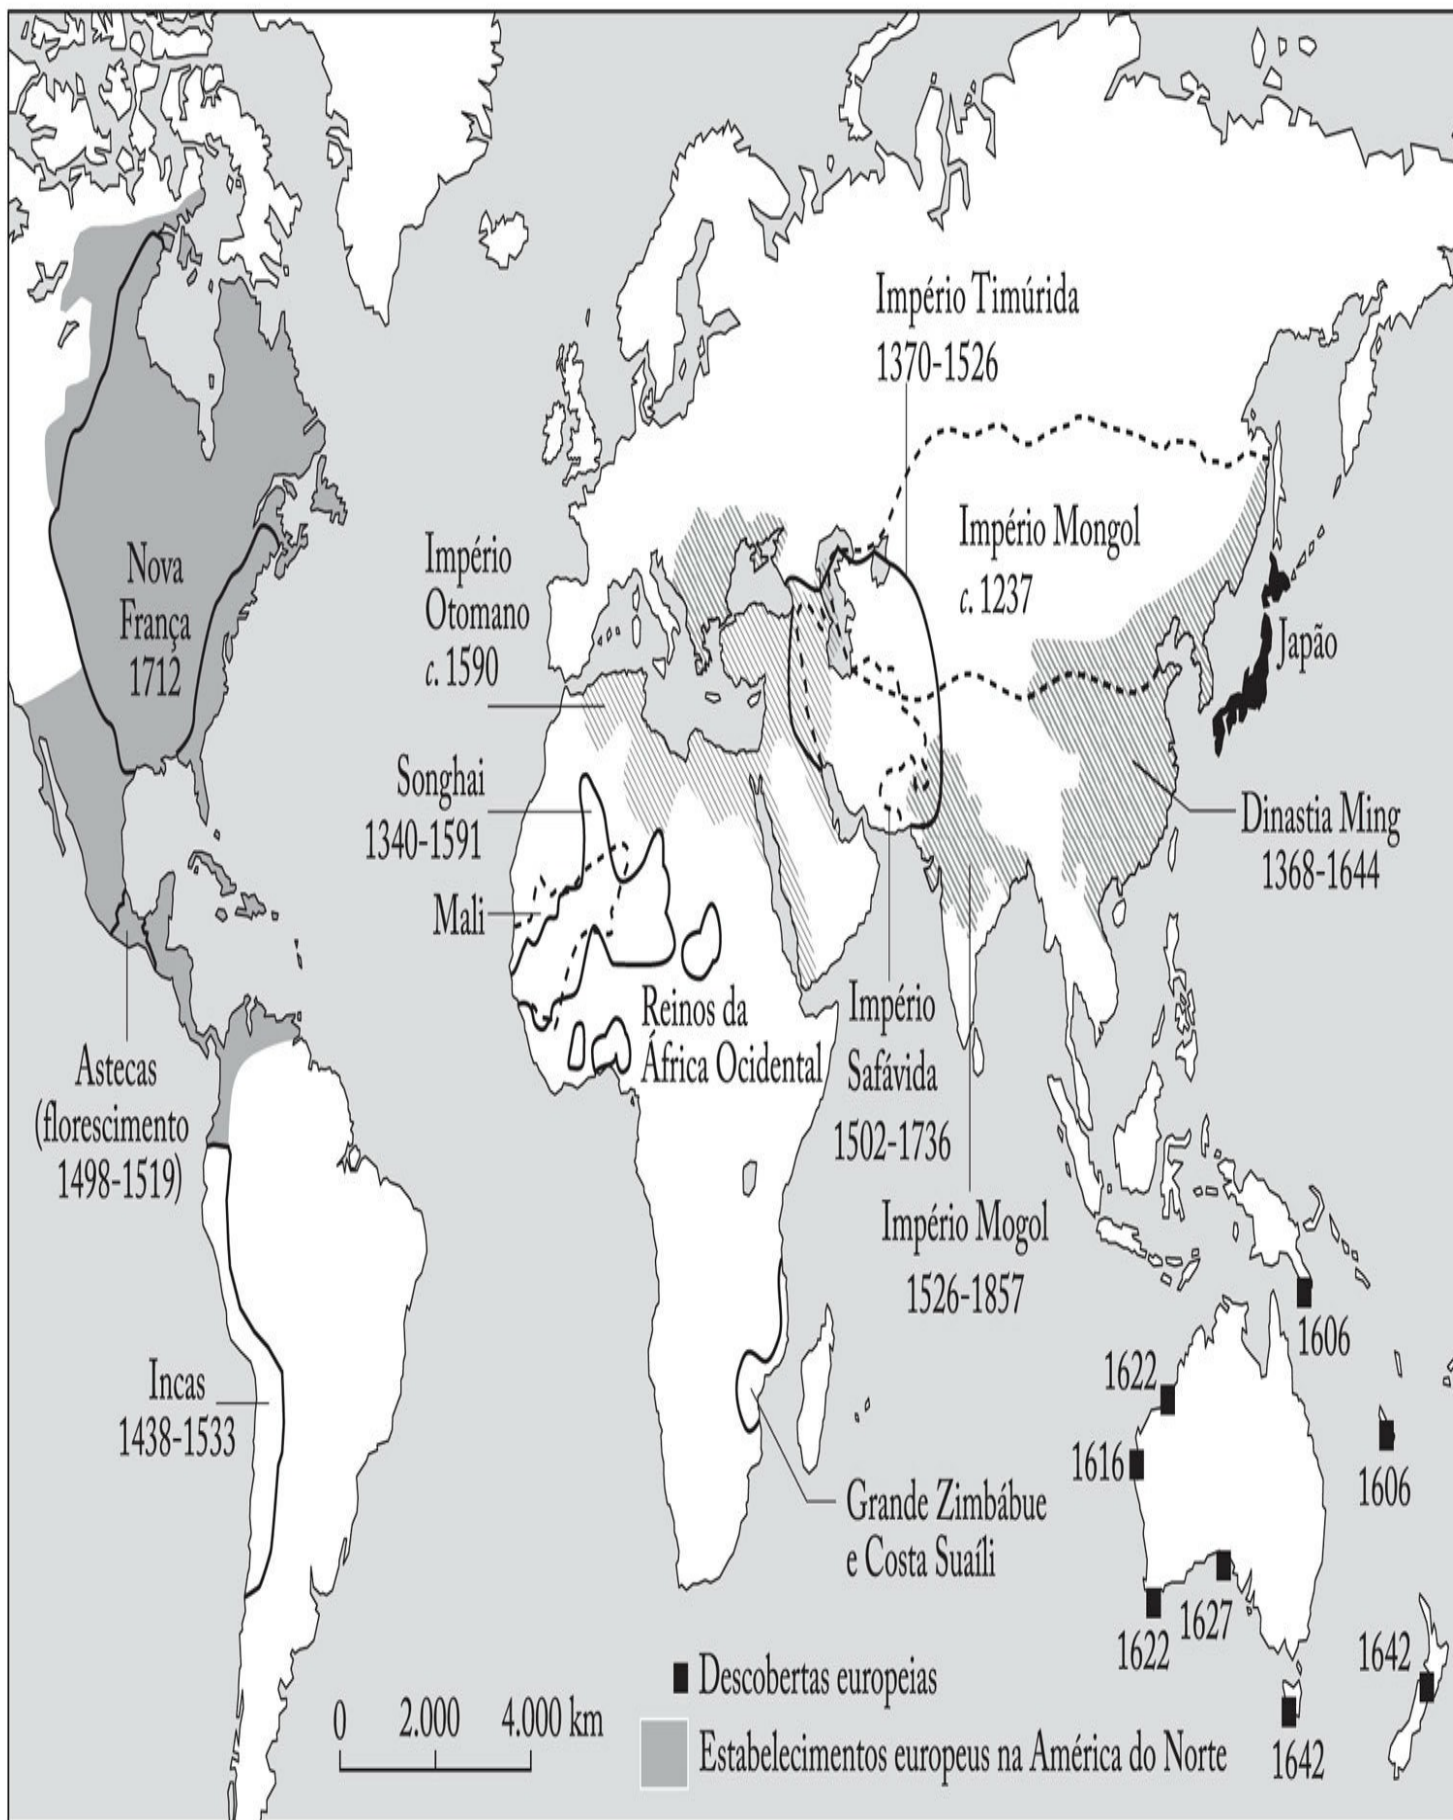 Império Timúrida
1370-1526
Império Mongol
c. 1237
Nova
França
1712
Império
Otomano
c. 1590
Japão
Songhai
1340-1591
Mali
Dinastia Ming
1368-1644
Reinos da
África Ocidental
Império
Safávida
1502-1736
Astecas
(florescimento
1498-1519)
Império Mogol
1526-1857
Incas
1438-1533
Grande Zimbábue
e Costa Suaíli
1606
1622
1616
1606
1622
1627
1642
1642
Descobertas europeias
0 2.000 4.000 km
Estabelecimentos europeus na América do Norte